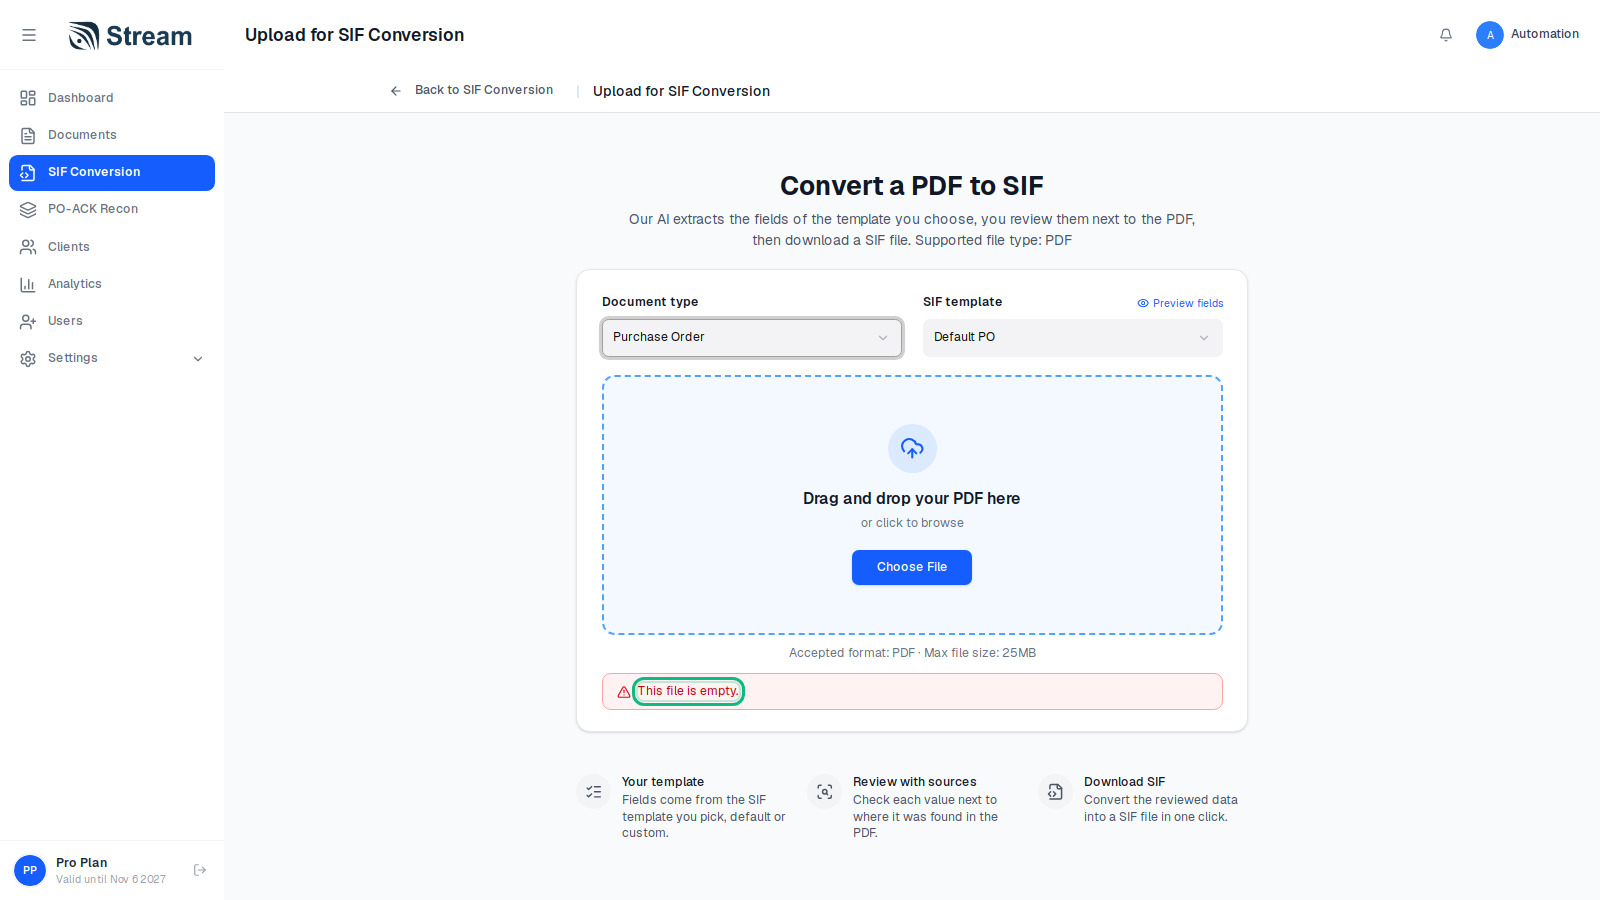 Stream
Upload for SIF Conversion
A
Automation
Back to SIF Conversion
Upload for SIF Conversion
Dashboard
Documents
SIF Conversion
PO-ACK Recon
Clients
Analytics
Users
Settings
Convert a PDF to SIF
Our AI extracts the fields of the template you choose, you review them next to the PDF,
then download a SIF file. Supported file type: PDF
Document type
SIF template
Preview fields
Purchase Order
Default PO
Drag and drop your PDF here
or click to browse
Choose File
Accepted format: PDF · Max file size: 25MB
This file is empty.
Your template
Fields come from the SIF
template you pick, default or
custom.
Review with sources
Check each value next to
where it was found in the
PDF.
Download SIF
Convert the reviewed data
into a SIF file in one click.
PP
Pro Plan
Valid until Nov 6 2027